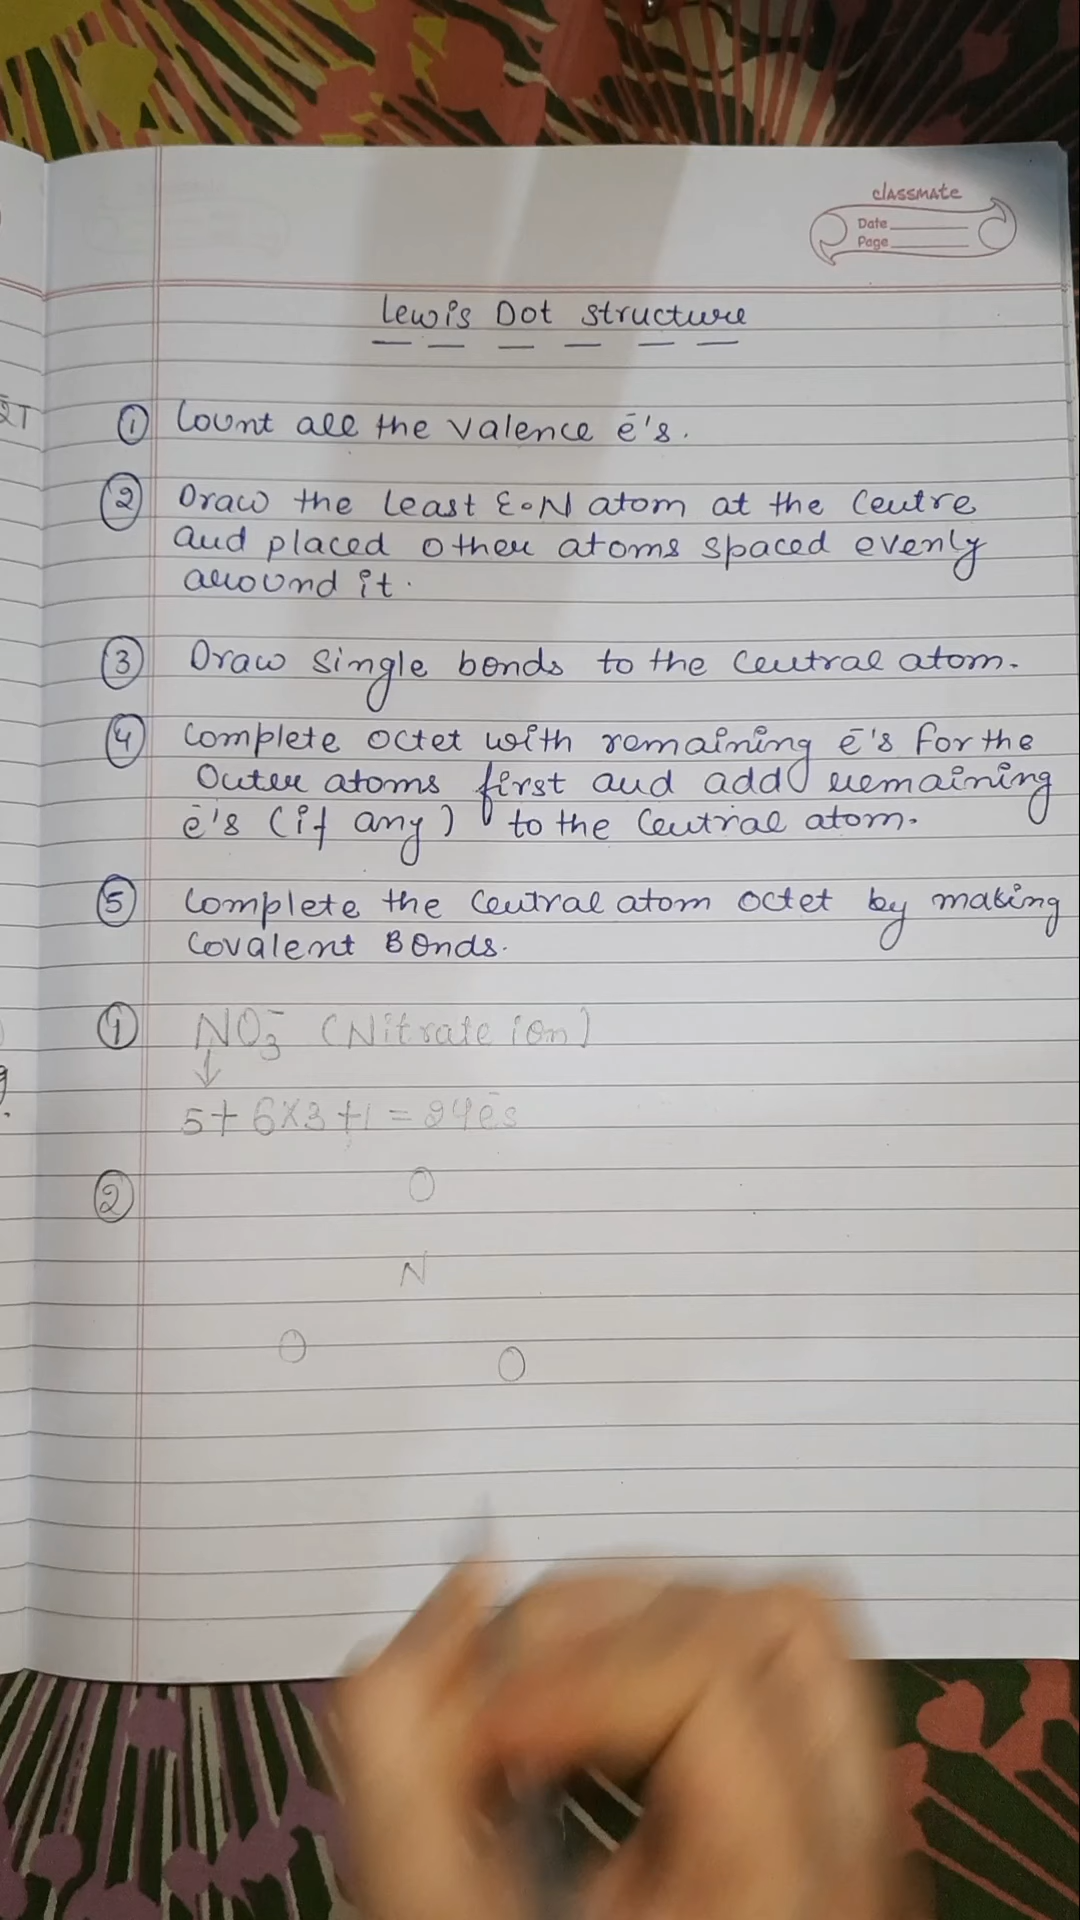 classmate
Date
Page
Lewis Dot Structure
① Count all the valence ē's.
② Draw the least E.N atom at the centre
and placed other atoms spaced evenly
around it.
③ Draw single bonds to the central atom.
④ Complete octet with remaining ē's for the
outer atoms first and add remaining
ē's (if any) to the central atom.
⑤ Complete the central atom octet by making
covalent Bonds.
① NO₃⁻ (Nitrate ion)
↓
5+ 6x3 +1 = 24ēs
② O
N
O O